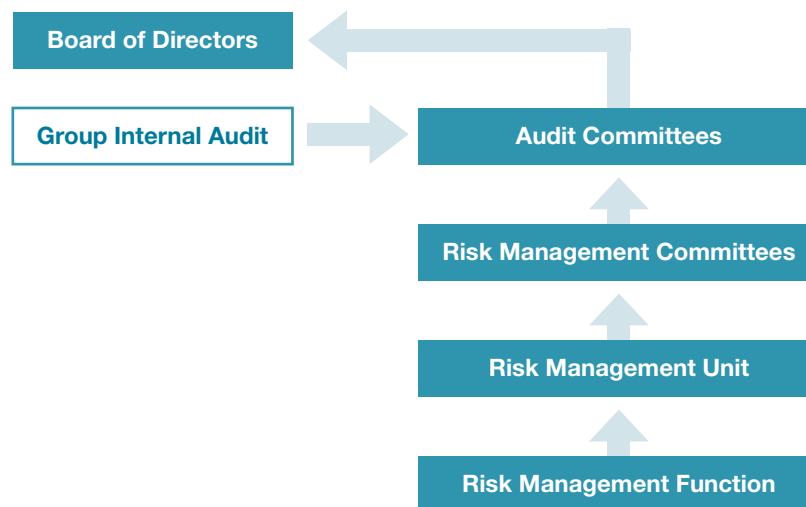 Board of Directors
Group Internal Audit
Audit Committees
Risk Management Committees
Risk Management Unit
Risk Management Function